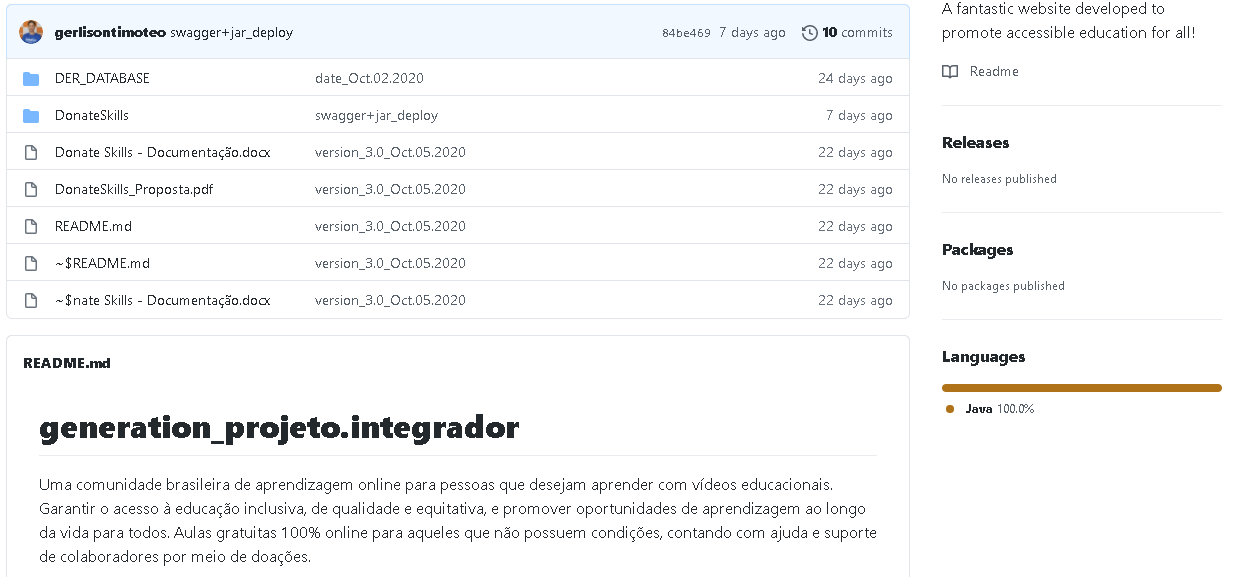 gerlisontimoteo swagger+jar_deploy 84be469 7 days ago 10 commits
DER_DATABASE date_Oct.02.2020 24 days ago
DonateSkills swagger+jar_deploy 7 days ago
Donate Skills - Documentação.docx version_3.0_Oct.05.2020 22 days ago
DonateSkills_Proposta.pdf version_3.0_Oct.05.2020 22 days ago
README.md version_3.0_Oct.05.2020 22 days ago
~$README.md version_3.0_Oct.05.2020 22 days ago
~$nate Skills - Documentação.docx version_3.0_Oct.05.2020 22 days ago
README.md
generation_projeto.integrador
Uma comunidade brasileira de aprendizagem online para pessoas que desejam aprender com vídeos educacionais.
Garantir o acesso à educação inclusiva, de qualidade e equitativa, e promover oportunidades de aprendizagem ao longo
da vida para todos. Aulas gratuitas 100% online para aqueles que não possuem condições, contando com ajuda e suporte
de colaboradores por meio de doações.
A fantastic website developed to
promote accessible education for all!
Readme
Releases
No releases published
Packages
No packages published
Languages
Java 100.0%